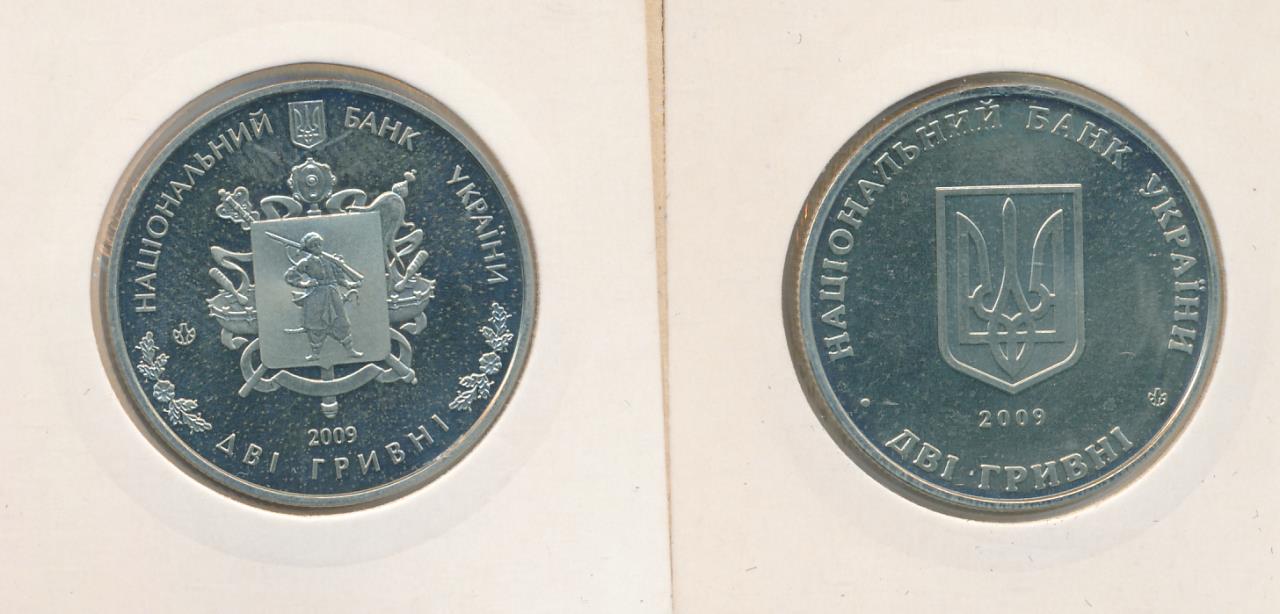 НАЦІОНАЛЬНИЙ БАНК УКРАЇНИ
2009
ДВІ ГРИВНІ
НАЦІОНАЛЬНИЙ БАНК УКРАЇНИ
2009
ДВІ·ГРИВНІ